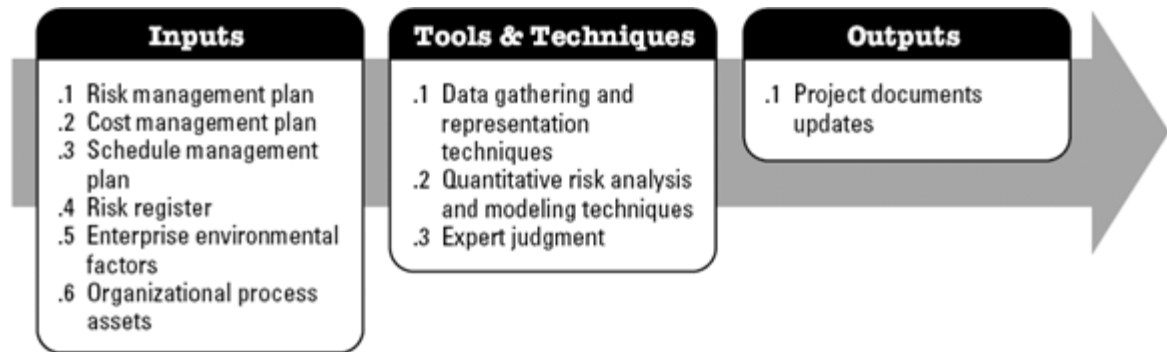 Inputs
.1 Risk management plan
.2 Cost management plan
.3 Schedule management
plan
.4 Risk register
.5 Enterprise environmental
factors
.6 Organizational process
assets
Tools & Techniques
.1 Data gathering and
representation
techniques
.2 Quantitative risk analysis
and modeling techniques
.3 Expert judgment
Outputs
.1 Project documents
updates